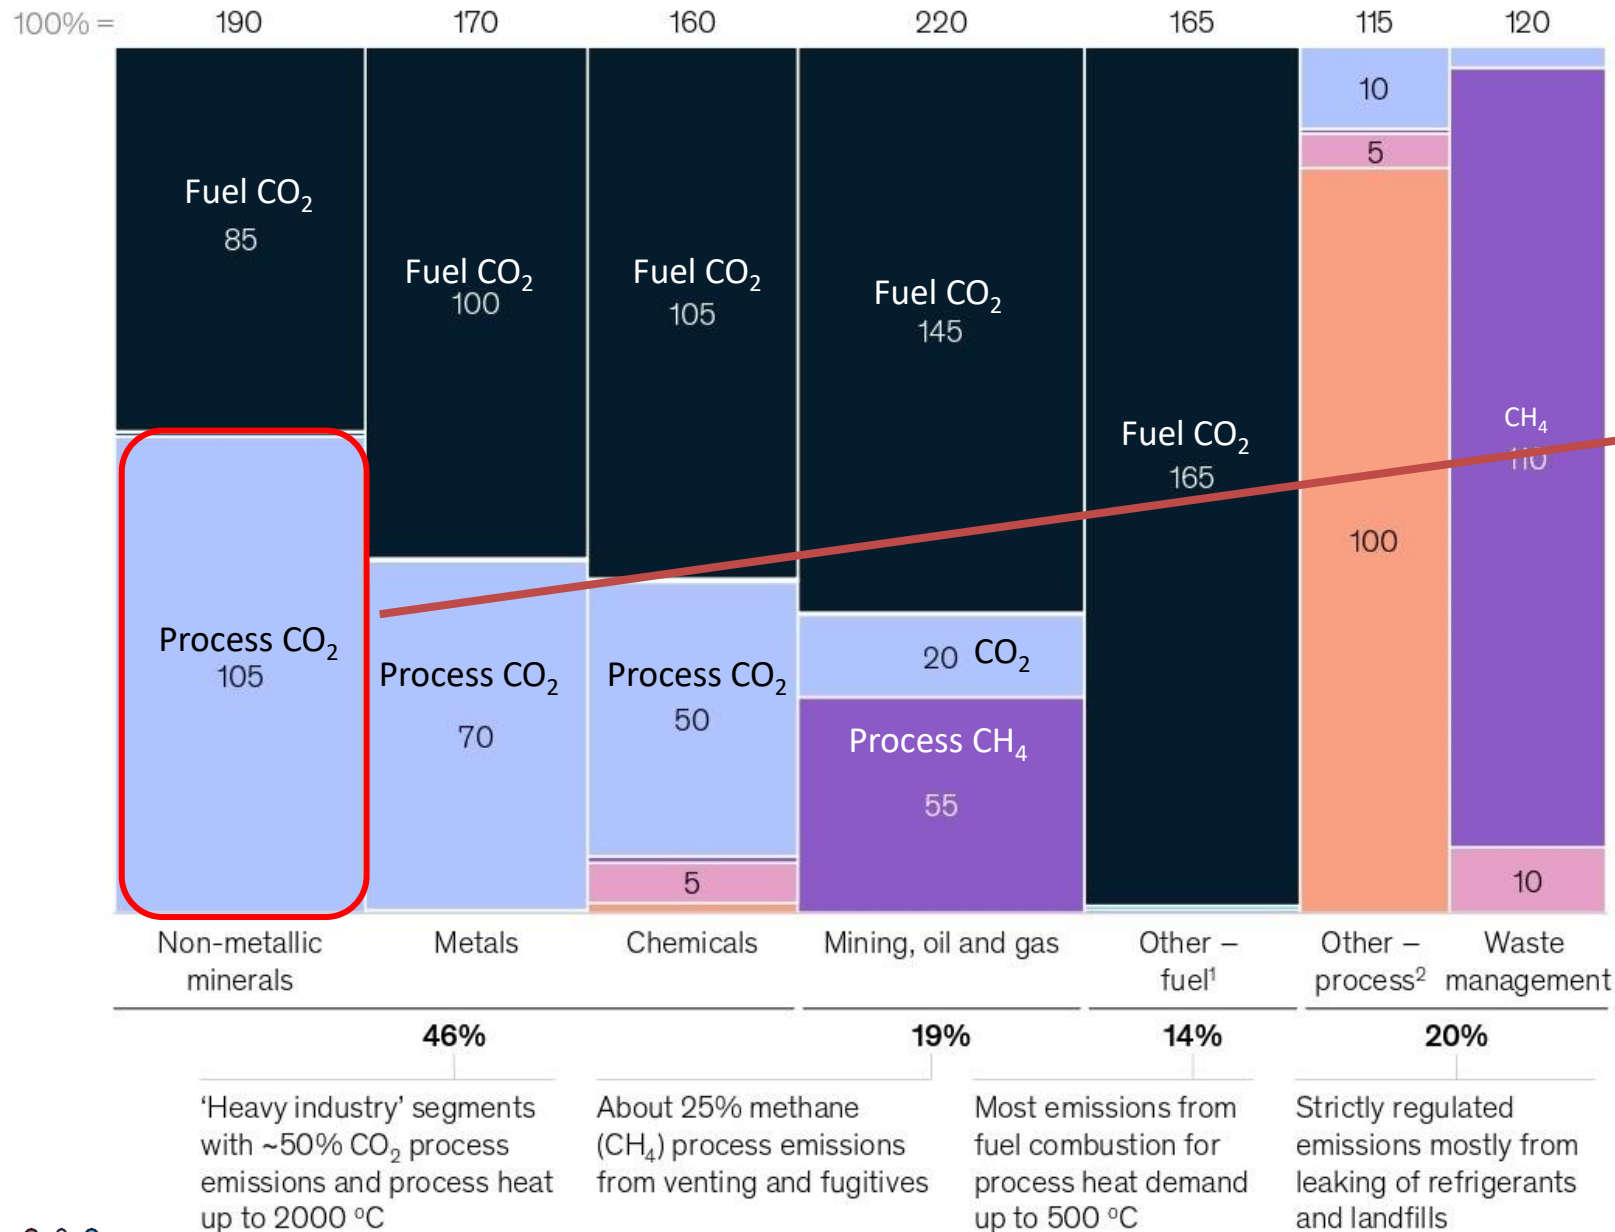 100% = 190 170 160 220 165 115 120
Fuel CO₂
85
Process CO₂
105
Fuel CO₂
100
Process CO₂
70
Fuel CO₂
105
Process CO₂
50
5
Fuel CO₂
145
20 CO₂
Process CH₄
55
Fuel CO₂
165
10
5
100
CH₄
110
10
Non-metallic
minerals
Metals
Chemicals
Mining, oil and gas
Other –
fuel¹
Other –
process²
Waste
management
46%
19%
14%
20%
‘Heavy industry’ segments
with ~50% CO₂ process
emissions and process heat
up to 2000 ºC
About 25% methane
(CH₄) process emissions
from venting and fugitives
Most emissions from
fuel combustion for
process heat demand
up to 500 ºC
Strictly regulated
emissions mostly from
leaking of refrigerants
and landfills